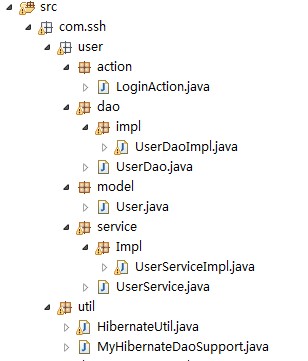 src
com.ssh
user
action
LoginAction.java
dao
impl
UserDaoImpl.java
UserDao.java
model
User.java
service
Impl
UserServiceImpl.java
UserService.java
util
HibernateUtil.java
MyHibernateDaoSupport.java